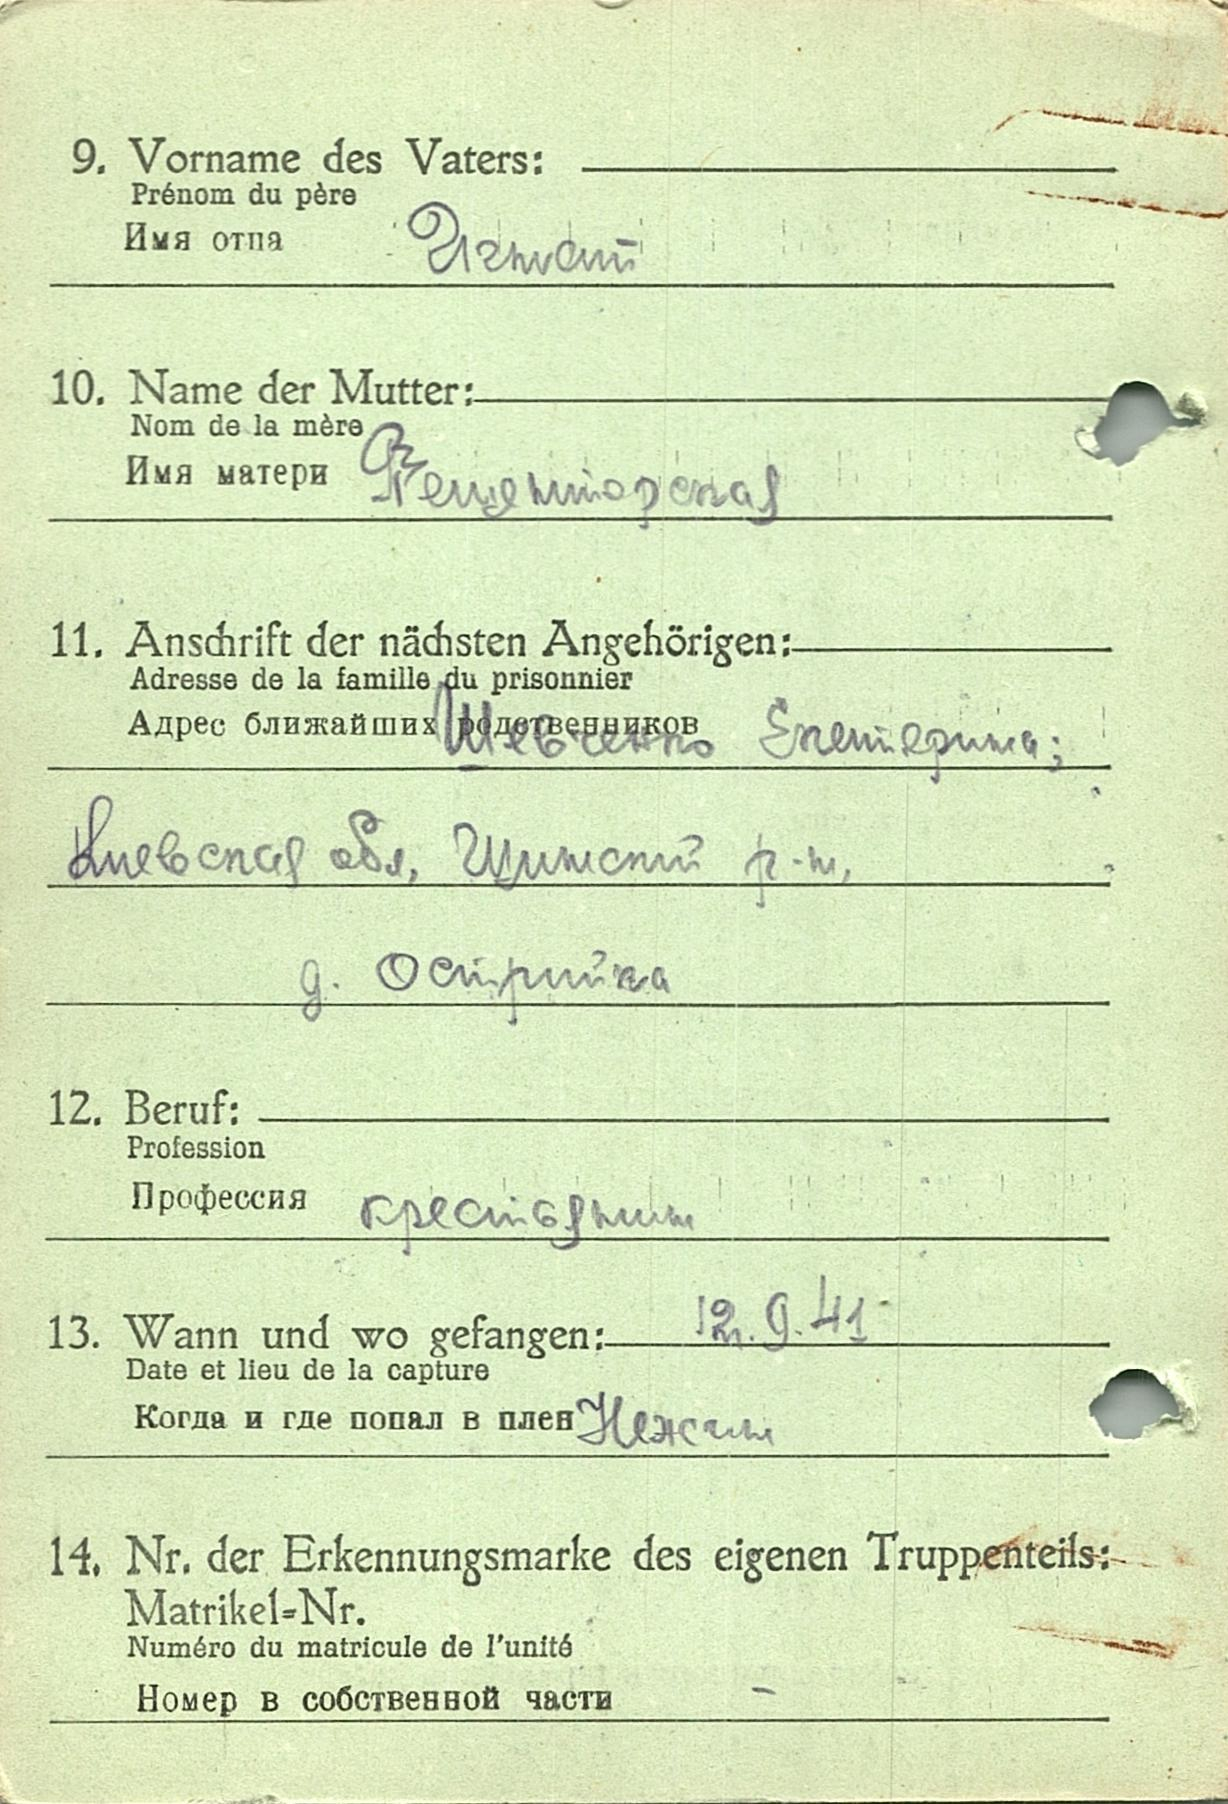 9. Vorname des Vaters:
Prénom du père
Имя отца Игнат
10. Name der Mutter:
Nom de la mère
Имя матери
11. Anschrift der nächsten Angehörigen:
Adresse de la famille du prisonnier
Адрес ближайших родственников Шевченко Екатерина;
Киевская обл, р-н,
д. Острийка
12. Beruf:
Profession
Профессия крестьянин
13. Wann und wo gefangen: 12.9.41
Date et lieu de la capture
Когда и где попал в плен Нежин
14. Nr. der Erkennungsmarke des eigenen Truppenteils:
Matrikel=Nr.
Numéro du matricule de l'unité
Номер в собственной части –